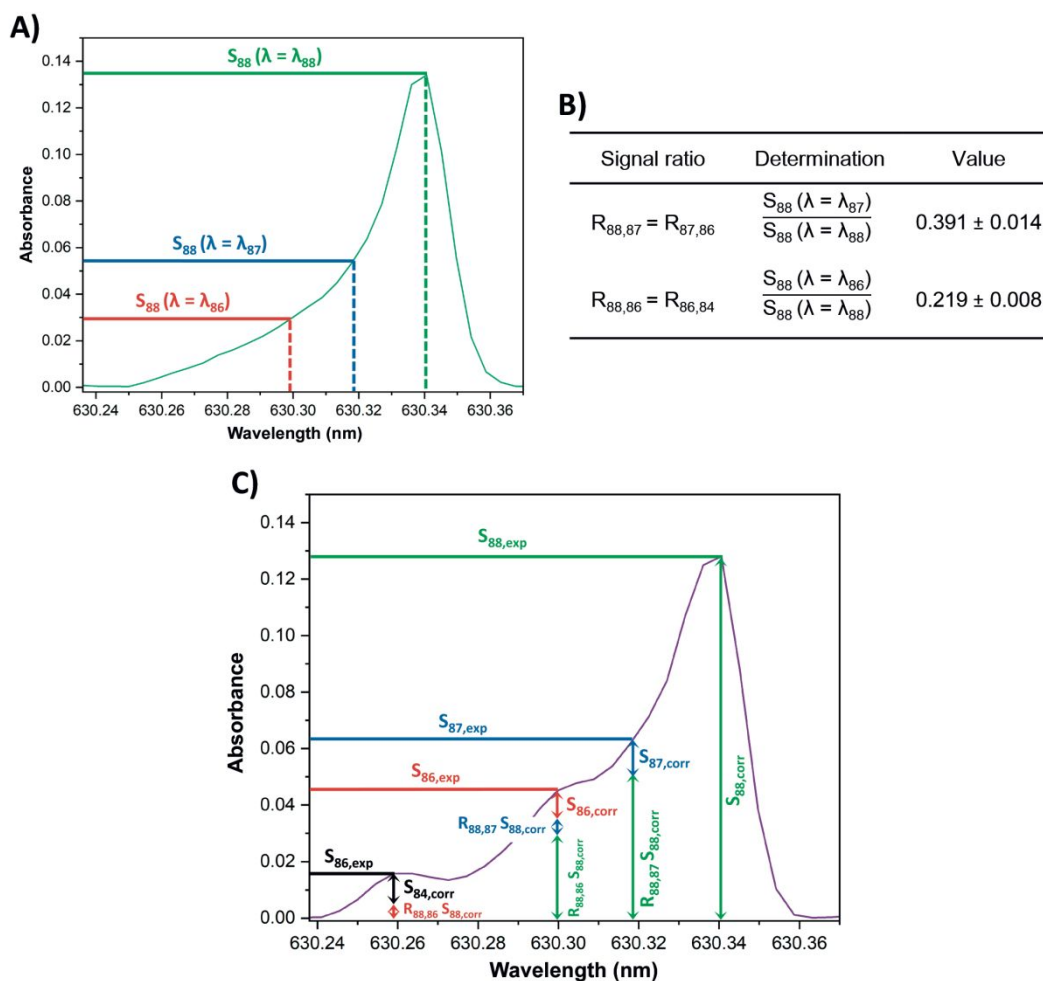 A)
S88 (λ = λ88)
S88 (λ = λ87)
S88 (λ = λ86)
0.14
0.12
0.10
0.08
0.06
0.04
0.02
0.00
Absorbance
630.24 630.26 630.28 630.30 630.32 630.34 630.36
Wavelength (nm)
B)
Signal ratio Determination Value
R88,87 = R87,86 S88 (λ = λ87) / S88 (λ = λ88) 0.391 ± 0.014
R88,86 = R86,84 S88 (λ = λ86) / S88 (λ = λ88) 0.219 ± 0.008
C)
S88,exp
S87,exp
S86,exp
S86,exp
S87,corr
S86,corr
R88,87 S88,corr
S84,corr
R88,86 S88,corr
R88,86 S88,corr
R88,87 S88,corr
S88,corr
0.14
0.12
0.10
0.08
0.06
0.04
0.02
0.00
Absorbance
630.24 630.26 630.28 630.30 630.32 630.34 630.36
Wavelength (nm)